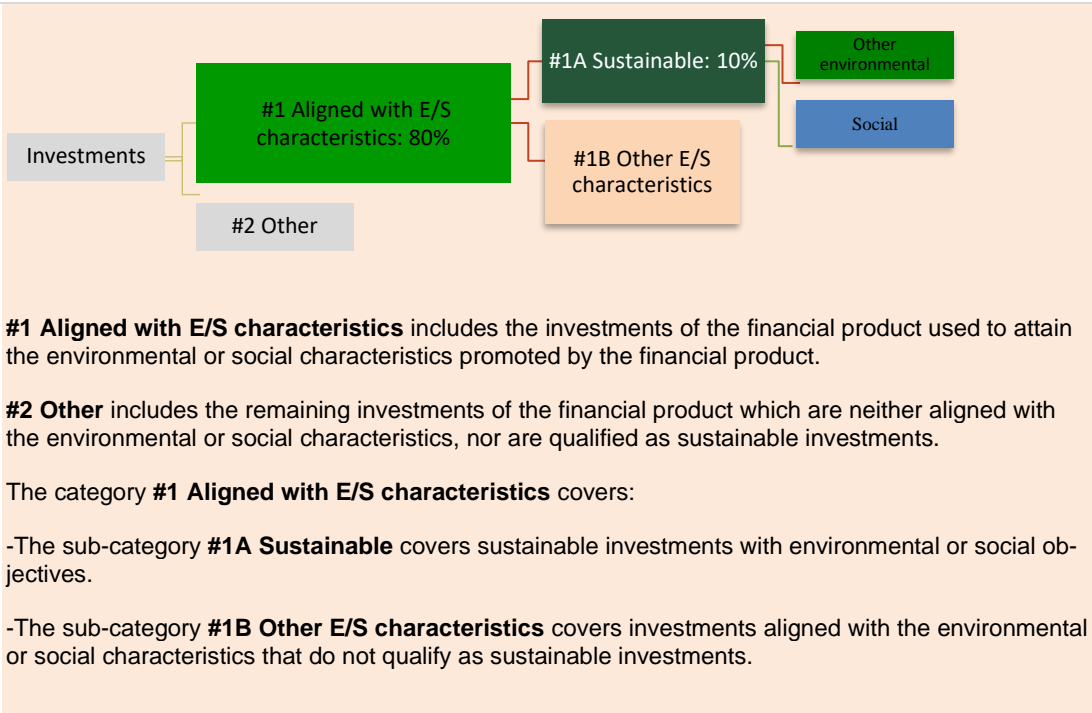 Investments
#1 Aligned with E/S
characteristics: 80%
#2 Other
#1A Sustainable: 10%
#1B Other E/S
characteristics
Other
environmental
Social
#1 Aligned with E/S characteristics includes the investments of the financial product used to attain
the environmental or social characteristics promoted by the financial product.
#2 Other includes the remaining investments of the financial product which are neither aligned with
the environmental or social characteristics, nor are qualified as sustainable investments.
The category #1 Aligned with E/S characteristics covers:
-The sub-category #1A Sustainable covers sustainable investments with environmental or social ob-
jectives.
-The sub-category #1B Other E/S characteristics covers investments aligned with the environmental
or social characteristics that do not qualify as sustainable investments.